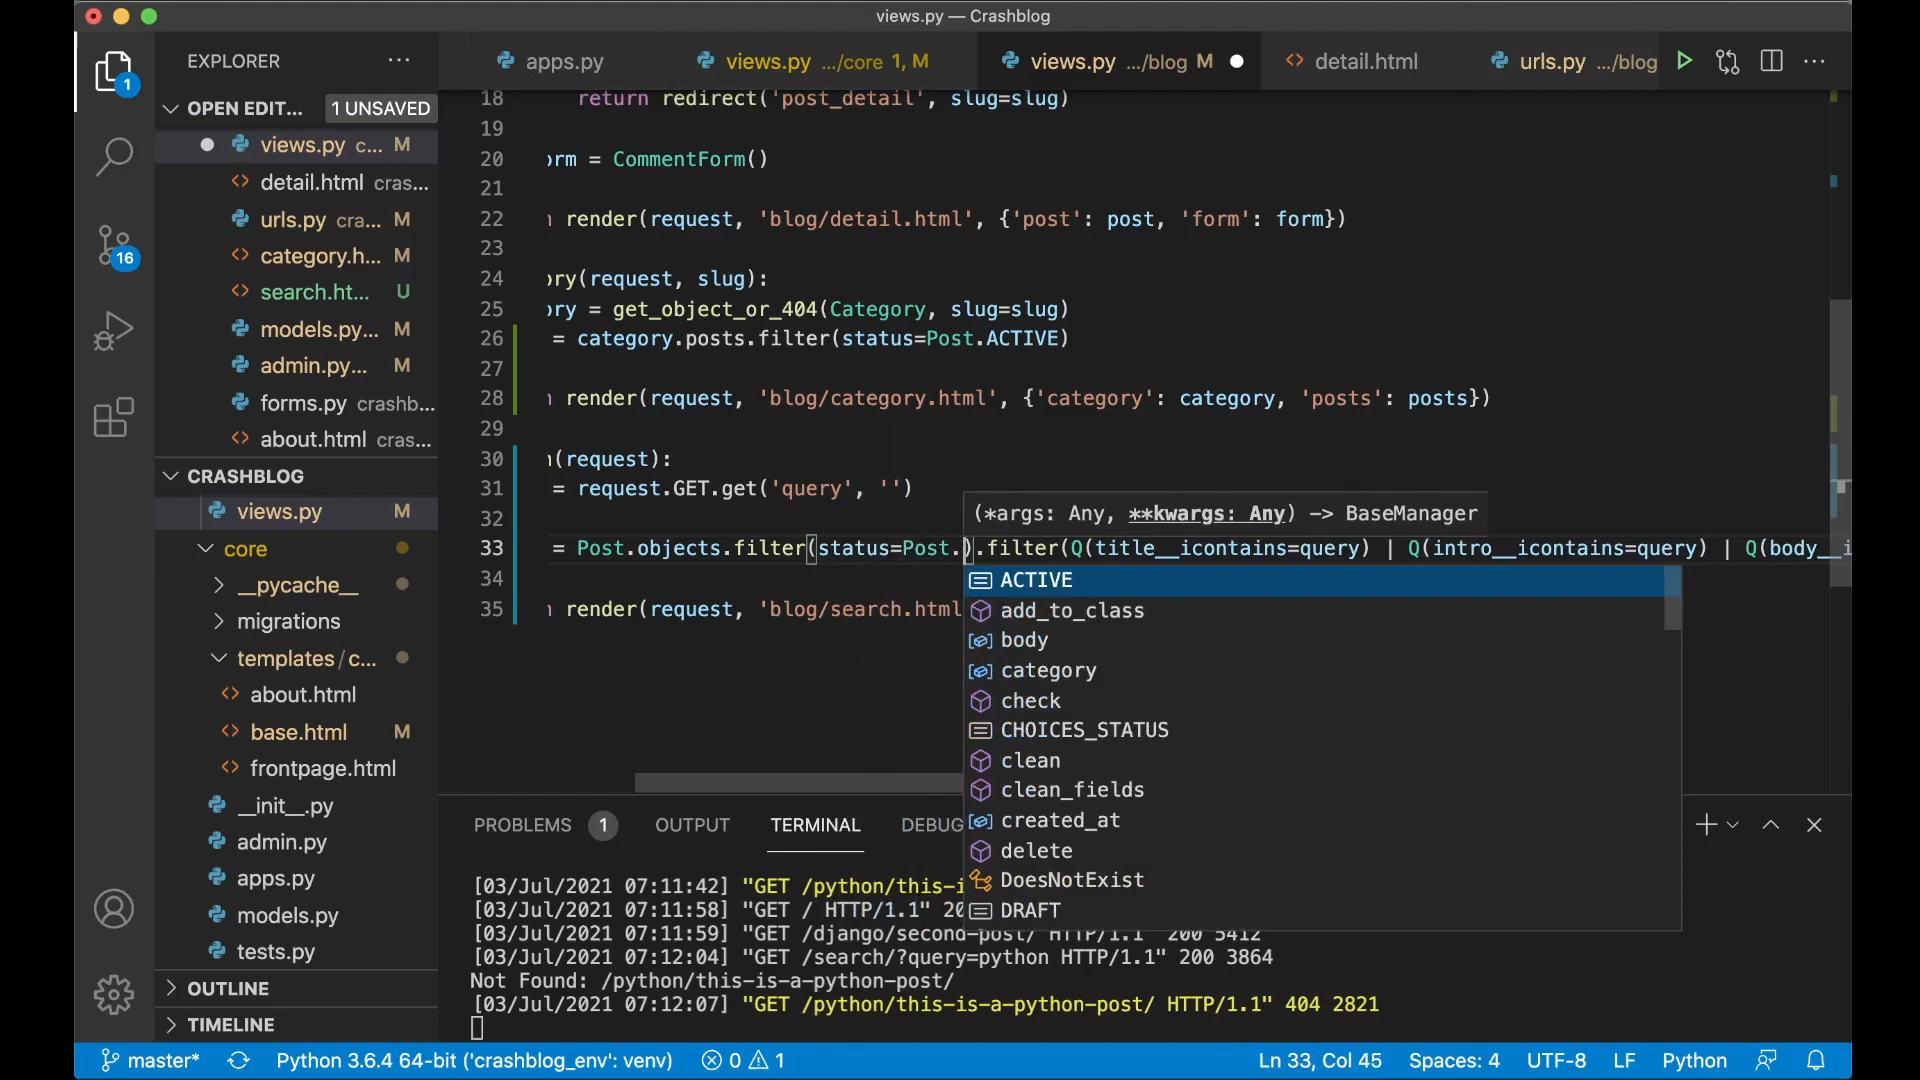 views.py — Crashblog
EXPLORER
apps.py
views.py .../core 1, M
views.py .../blog M
detail.html
urls.py .../blog
1
OPEN EDIT... 1 UNSAVED
views.py c... M
detail.html cras...
urls.py cra... M
category.h... M
search.ht... U
models.py... M
admin.py... M
forms.py crashb...
about.html cras...
16
CRASHBLOG
views.py M
core
__pycache__
migrations
templates/c...
about.html
base.html M
frontpage.html
__init__.py
admin.py
apps.py
models.py
tests.py
OUTLINE
TIMELINE
18 return redirect('post_detail', slug=slug)
19
20 orm = CommentForm()
21
22 render(request, 'blog/detail.html', {'post': post, 'form': form})
23
24 ory(request, slug):
25 ory = get_object_or_404(Category, slug=slug)
26 = category.posts.filter(status=Post.ACTIVE)
27
28 render(request, 'blog/category.html', {'category': category, 'posts': posts})
29
30 (request):
31 = request.GET.get('query', '')
32
(*args: Any, **kwargs: Any) -> BaseManager
33 = Post.objects.filter(status=Post.).filter(Q(title__icontains=query) | Q(intro__icontains=query) | Q(body__i
34
35 render(request, 'blog/search.html
ACTIVE
add_to_class
body
category
check
CHOICES_STATUS
clean
clean_fields
created_at
delete
DoesNotExist
DRAFT
PROBLEMS 1 OUTPUT TERMINAL DEBUG
[03/Jul/2021 07:11:42] "GET /python/this-i
[03/Jul/2021 07:11:58] "GET / HTTP/1.1" 20
[03/Jul/2021 07:11:59] "GET /django/second-post/ HTTP/1.1" 200 5412
[03/Jul/2021 07:12:04] "GET /search/?query=python HTTP/1.1" 200 3864
Not Found: /python/this-is-a-python-post/
[03/Jul/2021 07:12:07] "GET /python/this-is-a-python-post/ HTTP/1.1" 404 2821
master* Python 3.6.4 64-bit ('crashblog_env': venv) 0 1 Ln 33, Col 45 Spaces: 4 UTF-8 LF Python